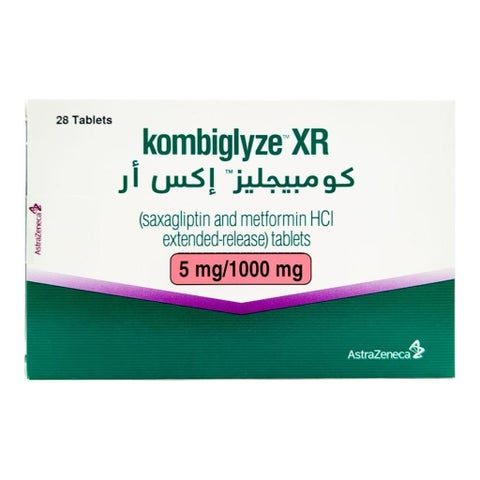 28 Tablets
kombiglyze™ XR
كومبيجليز™ إكس أر
(saxagliptin and metformin HCl
extended-release) tablets
5 mg/1000 mg
AstraZeneca
AstraZeneca